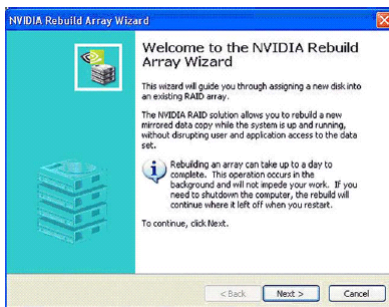 NVIDIA Rebuild Array Wizard
Welcome to the NVIDIA Rebuild
Array Wizard
This wizard will guide you through assigning a new disk into
an existing RAID array.
The NVIDIA RAID solution allows you to rebuild a new
mirrored data copy while the system is up and running,
without disrupting user and application access to the data
set.
Rebuilding an array can take up to a day to
complete. This operation occurs in the
background and will not impede your work. If you
need to shutdown the computer, the rebuild will
continue where it left off when you restart.
To continue, click Next.
< Back Next > Cancel